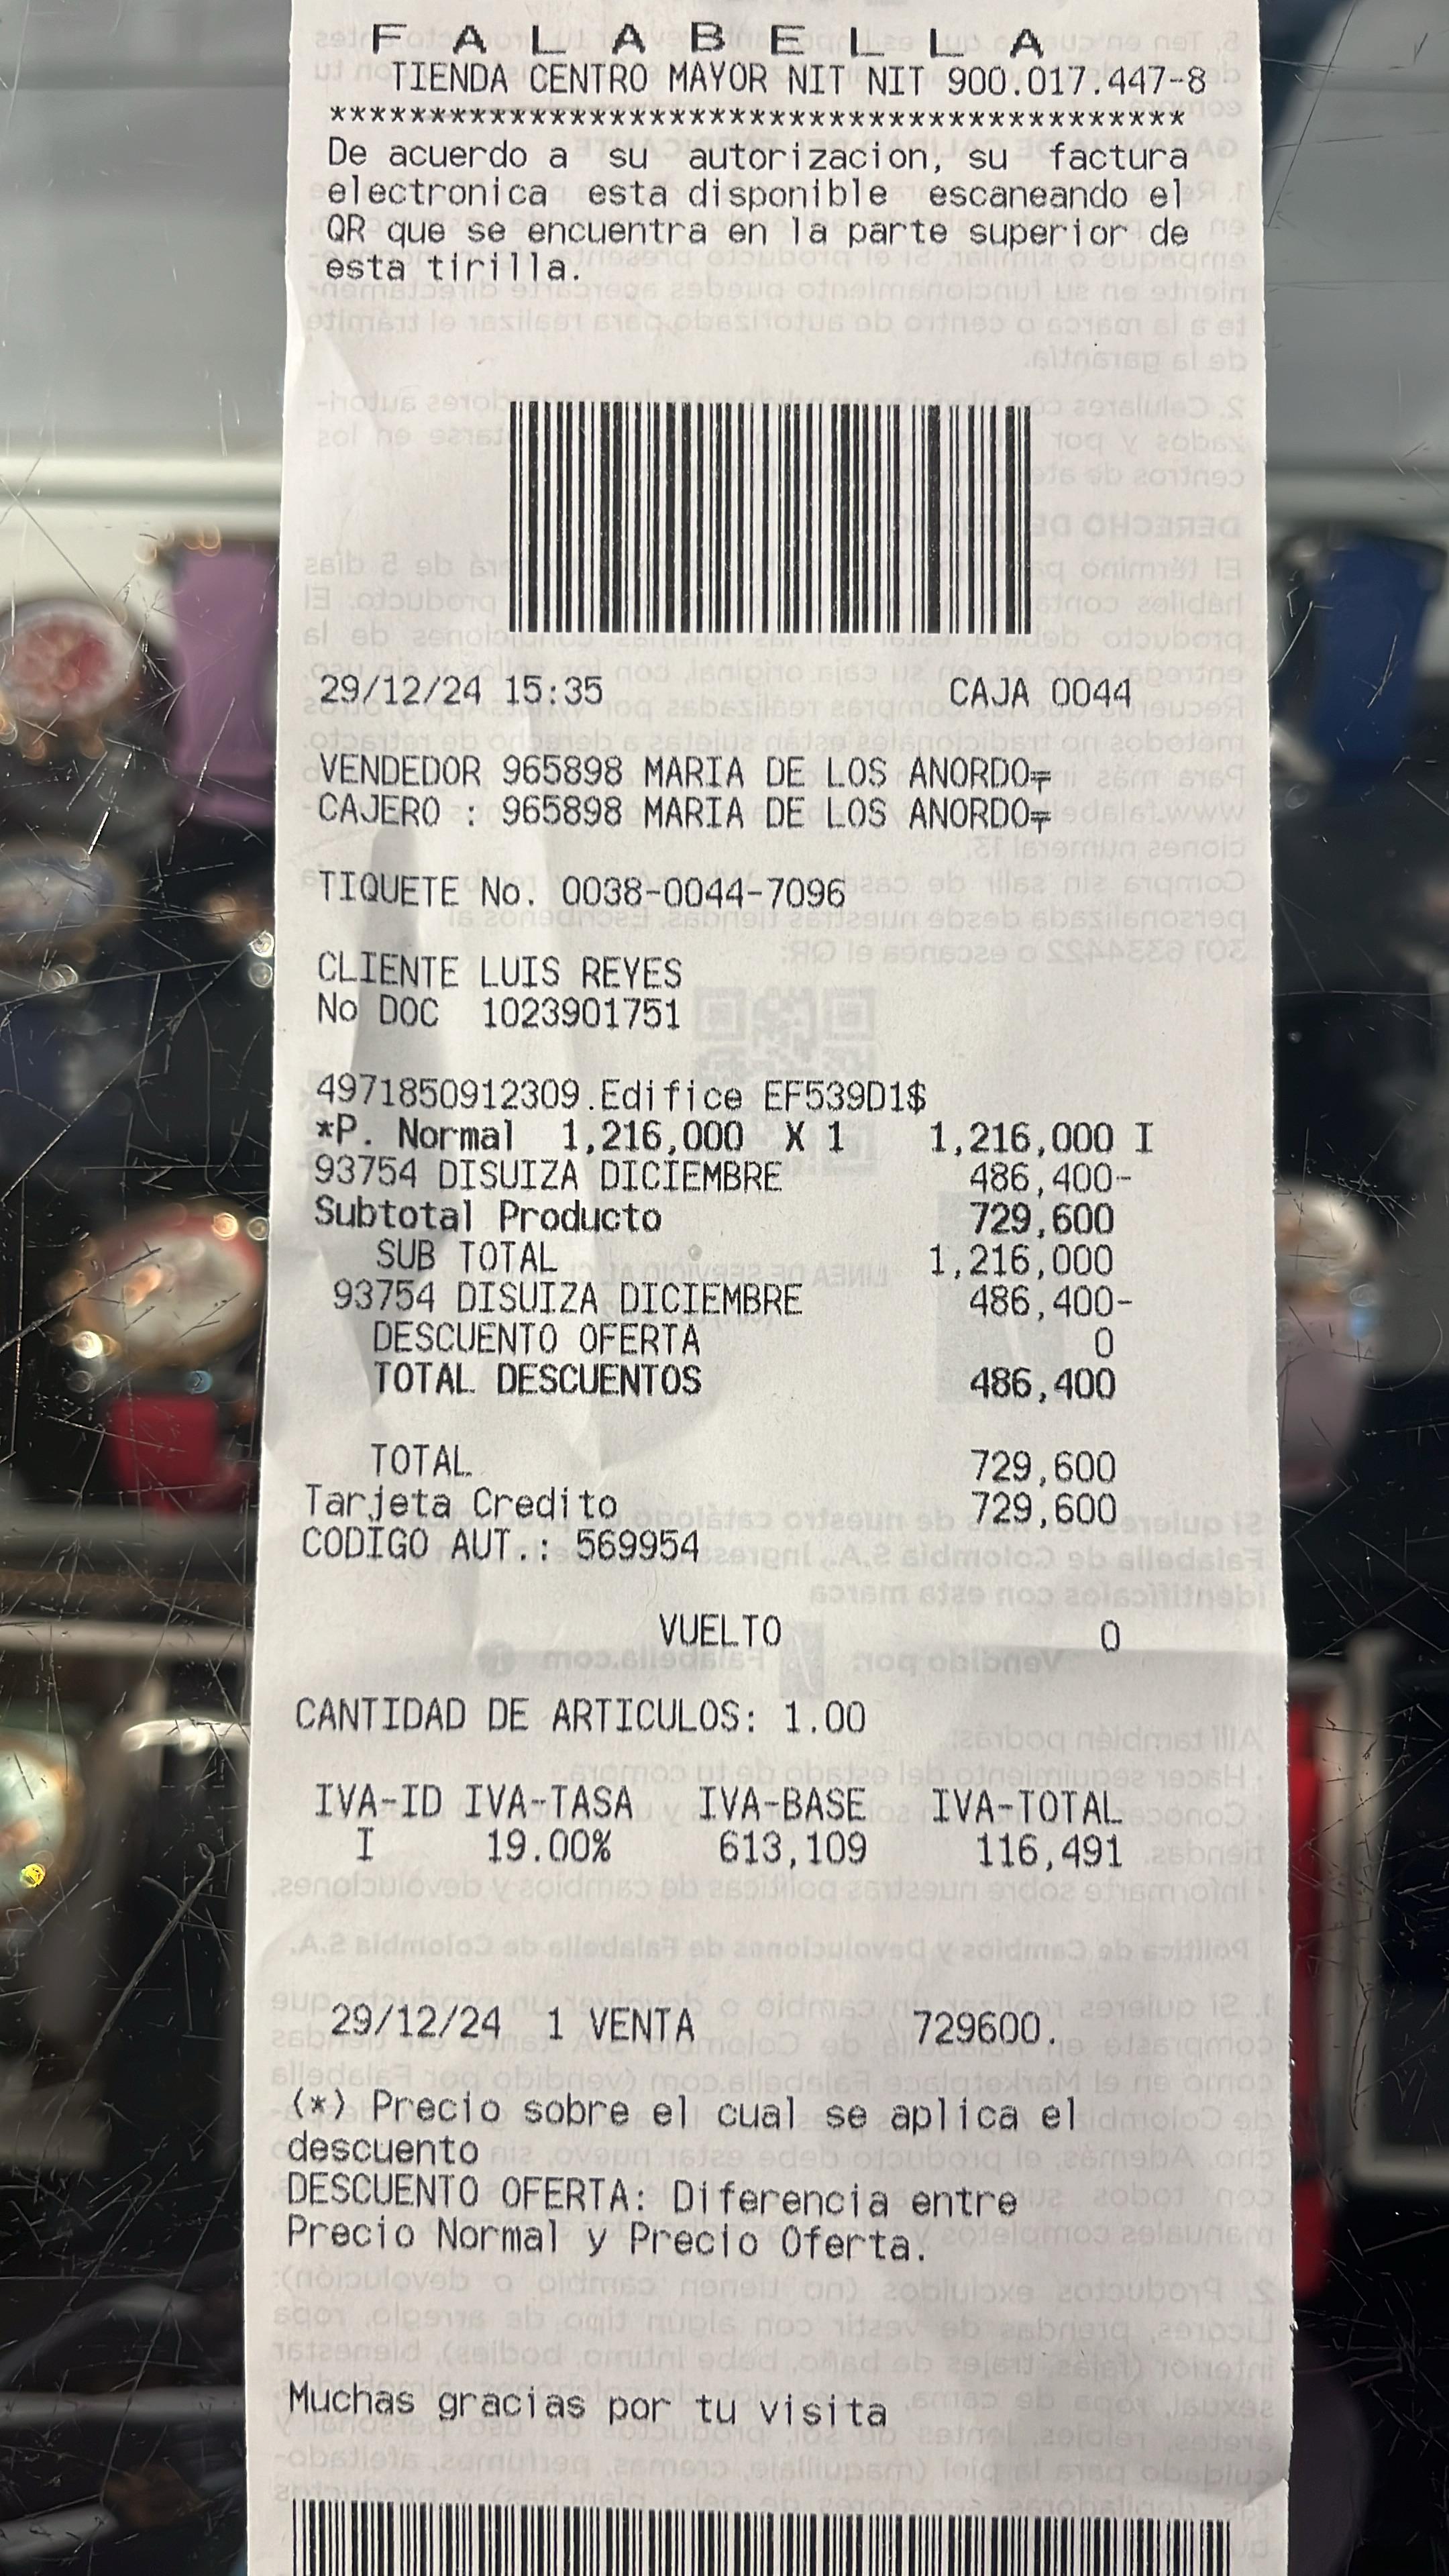 F A L A B E L L A
TIENDA CENTRO MAYOR NIT NIT 900.017.447-8
******************************************
De acuerdo a su autorizacion, su factura
electronica esta disponible escaneando el
QR que se encuentra en la parte superior de
esta tirilla.
29/12/24 15:35 CAJA 0044
VENDEDOR 965898 MARIA DE LOS ANORDO╤
CAJERO : 965898 MARIA DE LOS ANORDO╤
TIQUETE No. 0038-0044-7096
CLIENTE LUIS REYES
No DOC 1023901751
4971850912309.Edifice EF539D1$
*P. Normal 1,216,000 X 1 1,216,000 I
93754 DISUIZA DICIEMBRE 486,400-
Subtotal Producto 729,600
SUB TOTAL 1,216,000
93754 DISUIZA DICIEMBRE 486,400-
DESCUENTO OFERTA 0
TOTAL DESCUENTOS 486,400
TOTAL 729,600
Tarjeta Credito 729,600
CODIGO AUT.: 569954
VUELTO 0
CANTIDAD DE ARTICULOS: 1.00
IVA-ID IVA-TASA IVA-BASE IVA-TOTAL
I 19.00% 613,109 116,491
29/12/24 1 VENTA 729600.
(*) Precio sobre el cual se aplica el
descuento
DESCUENTO OFERTA: Diferencia entre
Precio Normal y Precio Oferta.
Muchas gracias por tu visita